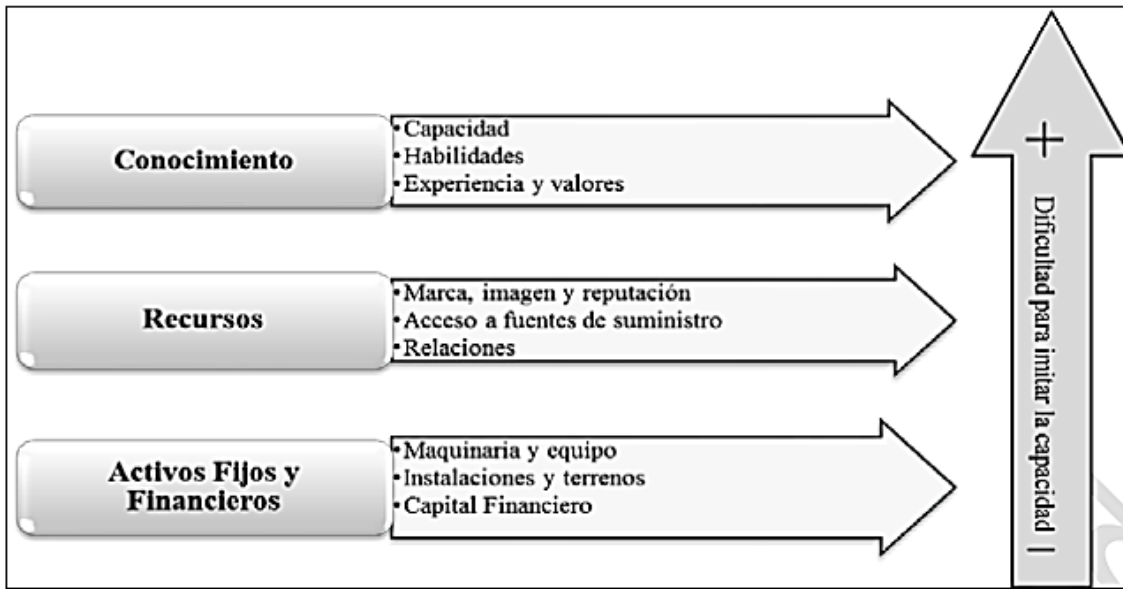 Conocimiento
•Capacidad
•Habilidades
•Experiencia y valores
Recursos
•Marca, imagen y reputación
•Acceso a fuentes de suministro
•Relaciones
Activos Fijos y
Financieros
•Maquinaria y equipo
•Instalaciones y terrenos
•Capital Financiero
+
Dificultad para imitar la capacidad |